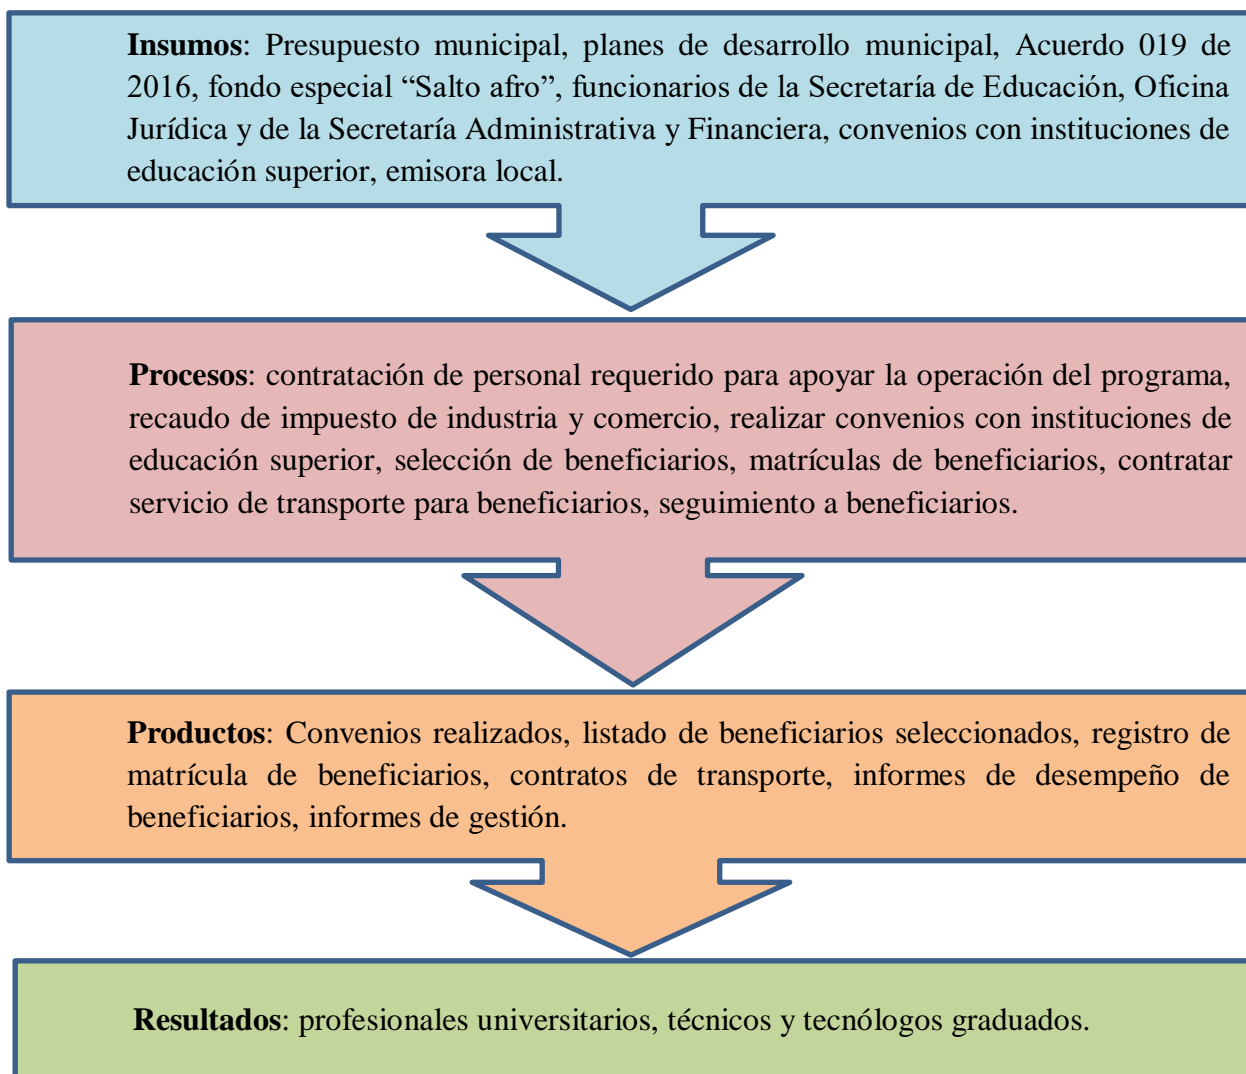 Insumos: Presupuesto municipal, planes de desarrollo municipal, Acuerdo 019 de
2016, fondo especial “Salto afro”, funcionarios de la Secretaría de Educación, Oficina
Jurídica y de la Secretaría Administrativa y Financiera, convenios con instituciones de
educación superior, emisora local.
Procesos: contratación de personal requerido para apoyar la operación del programa,
recaudo de impuesto de industria y comercio, realizar convenios con instituciones de
educación superior, selección de beneficiarios, matrículas de beneficiarios, contratar
servicio de transporte para beneficiarios, seguimiento a beneficiarios.
Productos: Convenios realizados, listado de beneficiarios seleccionados, registro de
matrícula de beneficiarios, contratos de transporte, informes de desempeño de
beneficiarios, informes de gestión.
Resultados: profesionales universitarios, técnicos y tecnólogos graduados.